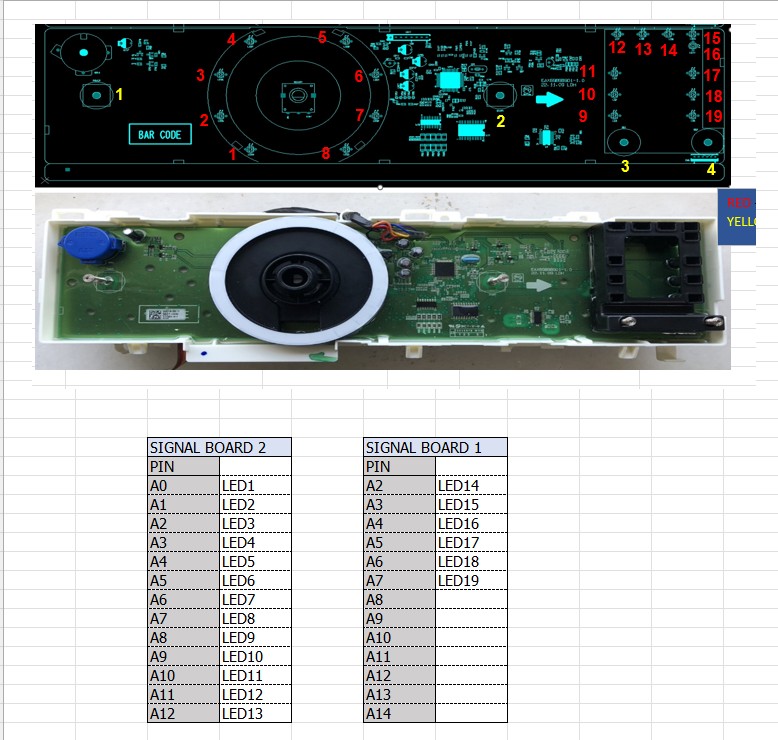 4
5
12 13 14
15
16
3
6
11
17
1
2
10
18
2
7
9
19
BAR CODE
1
8
3
4
RED
YELLO
SIGNAL BOARD 2
PIN
A0 LED1
A1 LED2
A2 LED3
A3 LED4
A4 LED5
A5 LED6
A6 LED7
A7 LED8
A8 LED9
A9 LED10
A10 LED11
A11 LED12
A12 LED13
SIGNAL BOARD 1
PIN
A2 LED14
A3 LED15
A4 LED16
A5 LED17
A6 LED18
A7 LED19
A8
A9
A10
A11
A12
A13
A14